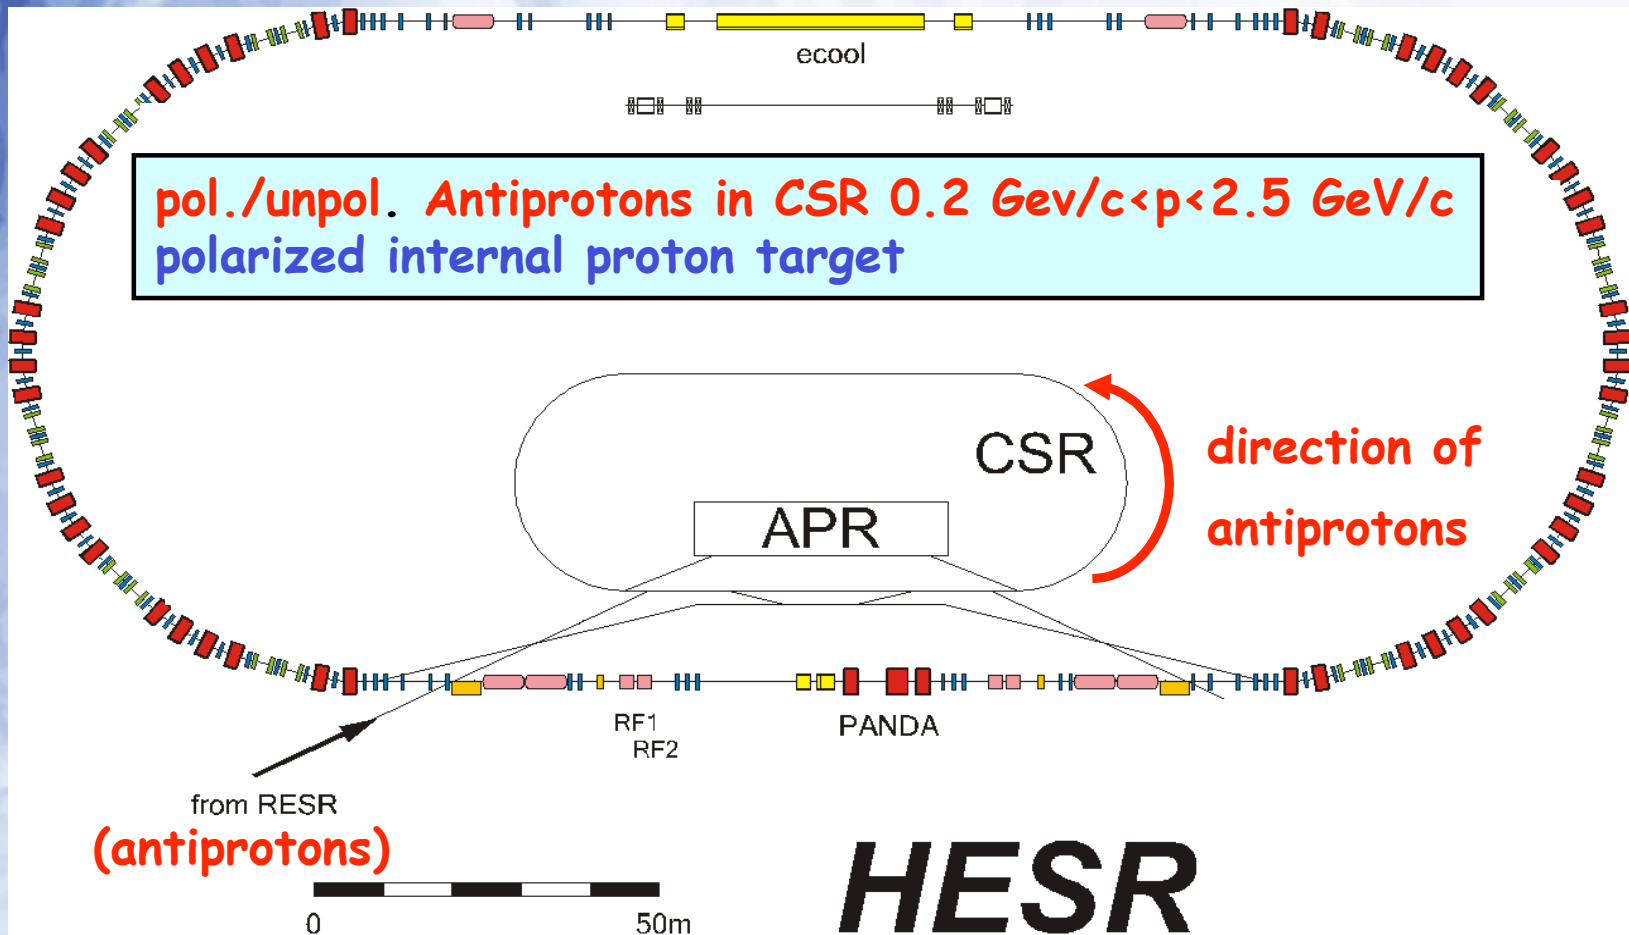 ecool
pol./unpol. Antiprotons in CSR 0.2 Gev/c<p<2.5 GeV/c
polarized internal proton target
CSR
direction of
antiprotons
APR
RF1
RF2
PANDA
from RESR
(antiprotons)
0 50m
HESR